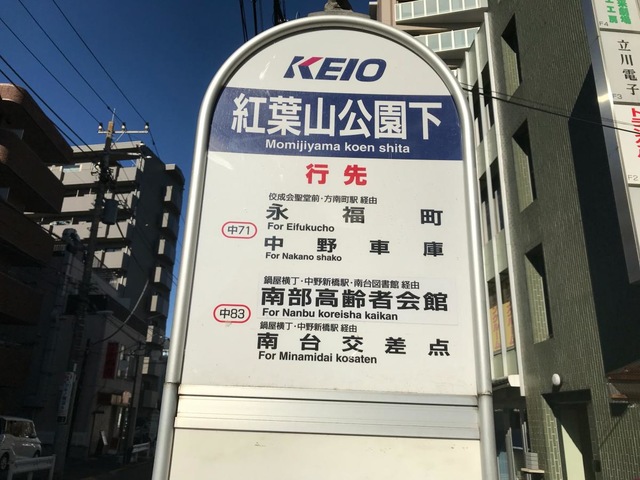 KEIO
紅葉山公園下
Momijiyama koen shita
行先
佼成会聖堂前・方南町駅 経由
永福町
For Eifukucho
中71
中野車庫
For Nakano shako
鍋屋横丁・中野新橋駅・南台図書館 経由
南部高齢者会館
For Nanbu koreisha kaikan
中83
鍋屋横丁・中野新橋駅 経由
南台交差点
For Minamidai kosaten
F4
立川電子
F3
F2